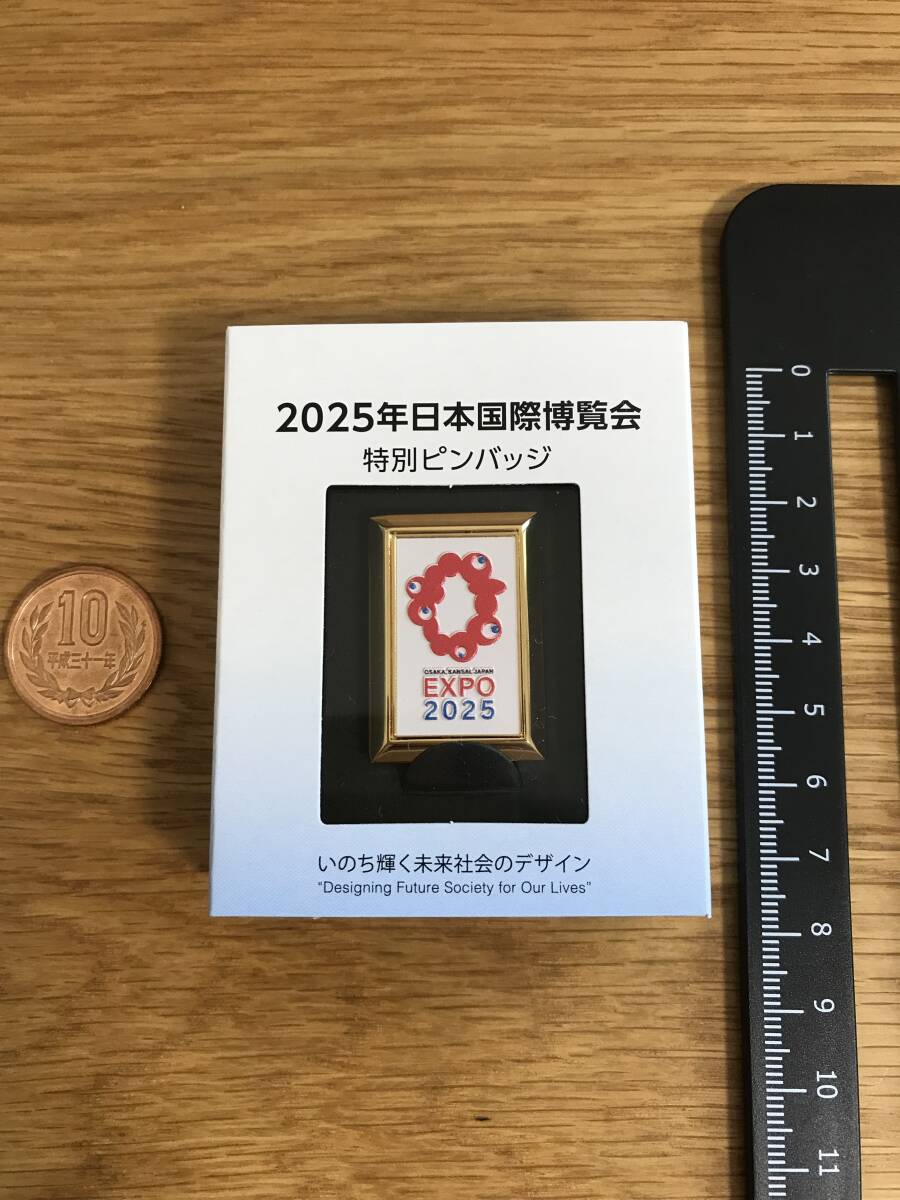 2025年日本国際博覧会
特別ピンバッジ
OSAKA, KANSAI, JAPAN
EXPO
2025
いのち輝く未来社会のデザイン
"Designing Future Society for Our Lives"
10
平成三十一年
0
1
2
3
4
5
6
7
8
9
10
11